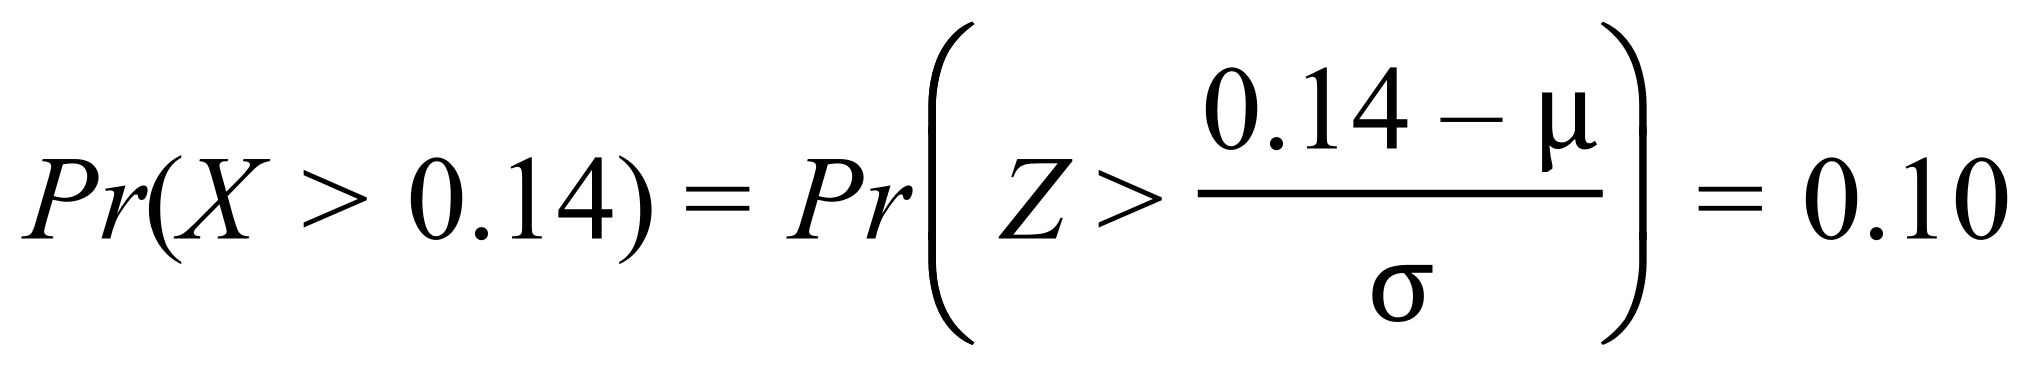 Pr(X > 0.14) = Pr(Z > (0.14 – μ)/σ) = 0.10